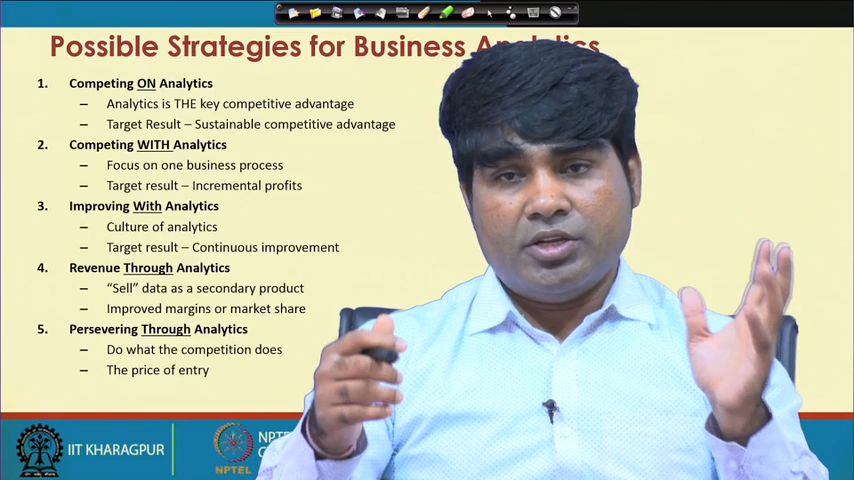 Possible Strategies for Business
1. Competing ON Analytics
– Analytics is THE key competitive advantage
– Target Result – Sustainable competitive advantage
2. Competing WITH Analytics
– Focus on one business process
– Target result – Incremental profits
3. Improving With Analytics
– Culture of analytics
– Target result – Continuous improvement
4. Revenue Through Analytics
– “Sell” data as a secondary product
– Improved margins or market share
5. Persevering Through Analytics
– Do what the competition does
– The price of entry
IIT KHARAGPUR
NPTEL